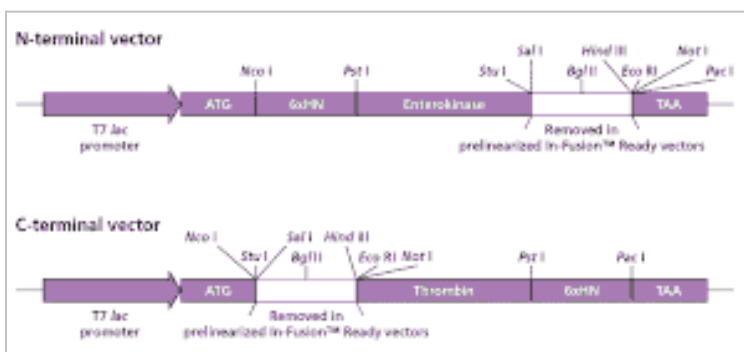 N-terminal vector
Sal I Hind III Not I
Nco I Pst I Stu I Bgl II Eco RI Pac I
ATG 6xHN Enterokinase TAA
T7 lac
promoter
Removed in
prelinearized In-Fusion™ Ready vectors
C-terminal vector
Nco I Sal I Hind III
Stu I Bgl II Eco RI Not I Pst I Pac I
ATG Thrombin 6xHN TAA
T7 lac
promoter
Removed in
prelinearized In-Fusion™ Ready vectors